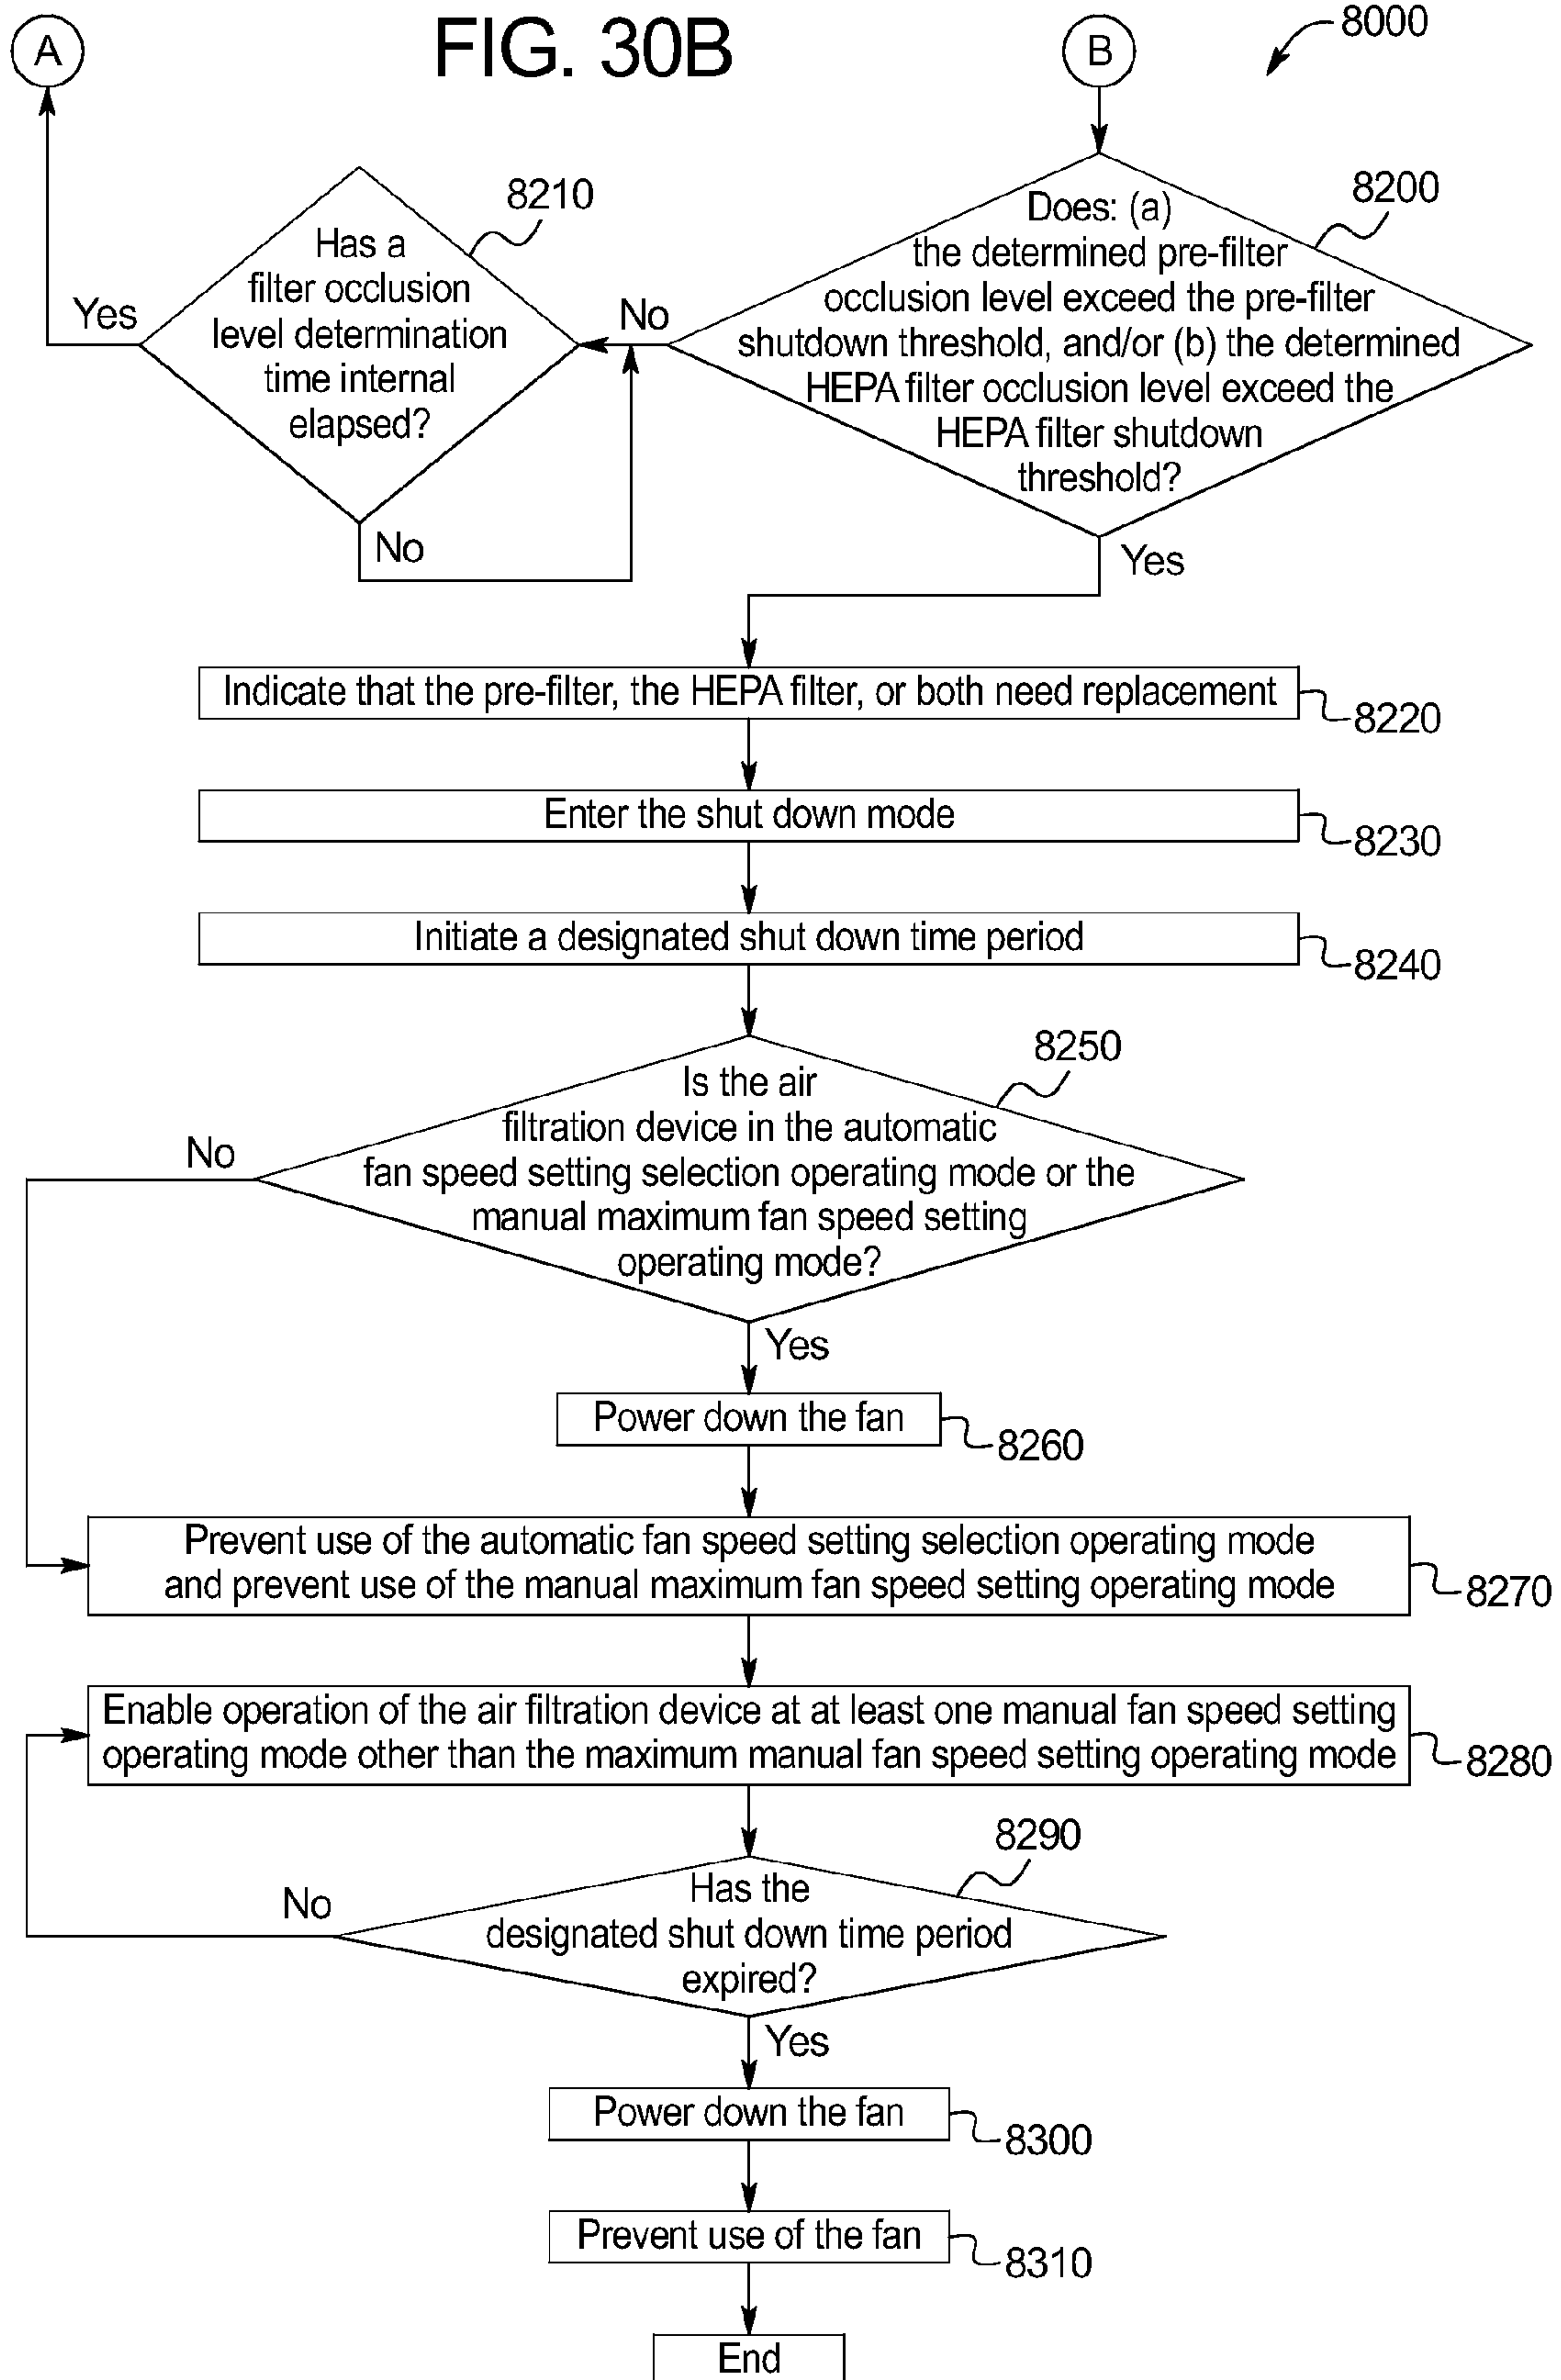 A
FIG. 30B
B
8000
8210
Has a
filter occlusion
level determination
time internal
elapsed?
Yes
No
No
8200
Does: (a)
the determined pre-filter
occlusion level exceed the pre-filter
shutdown threshold, and/or (b) the determined
HEPA filter occlusion level exceed the
HEPA filter shutdown
threshold?
Yes
Indicate that the pre-filter, the HEPA filter, or both need replacement
8220
Enter the shut down mode
8230
Initiate a designated shut down time period
8240
8250
Is the air
filtration device in the automatic
fan speed setting selection operating mode or the
manual maximum fan speed setting
operating mode?
No
Yes
Power down the fan
8260
Prevent use of the automatic fan speed setting selection operating mode
and prevent use of the manual maximum fan speed setting operating mode
8270
Enable operation of the air filtration device at at least one manual fan speed setting
operating mode other than the maximum manual fan speed setting operating mode
8280
8290
Has the
designated shut down time period
expired?
No
Yes
Power down the fan
8300
Prevent use of the fan
8310
End